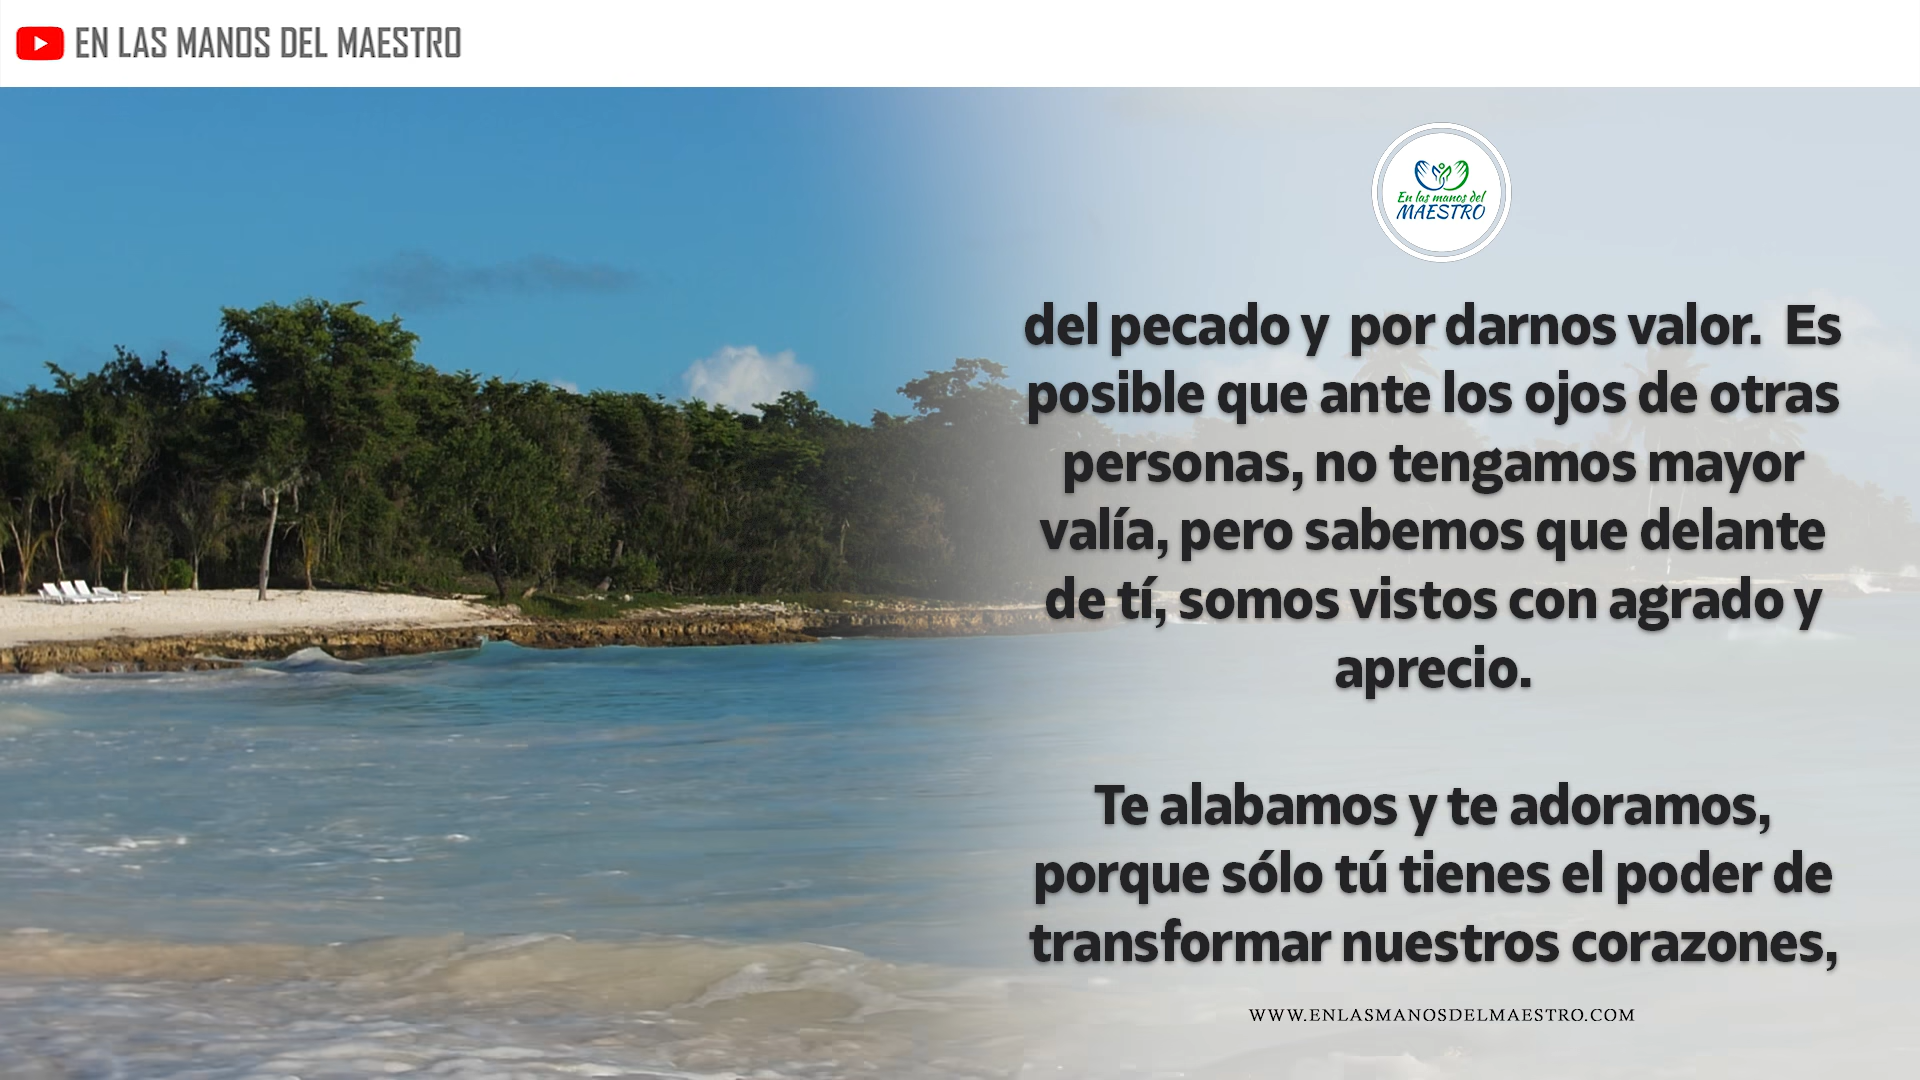 EN LAS MANOS DEL MAESTRO
En las manos del
MAESTRO
del pecado y  por darnos valor.  Es
posible que ante los ojos de otras
personas, no tengamos mayor
valía, pero sabemos que delante
de tí, somos vistos con agrado y
aprecio.
Te alabamos y te adoramos,
porque sólo tú tienes el poder de
transformar nuestros corazones,
WWW.ENLASMANOSDELMAESTRO.COM